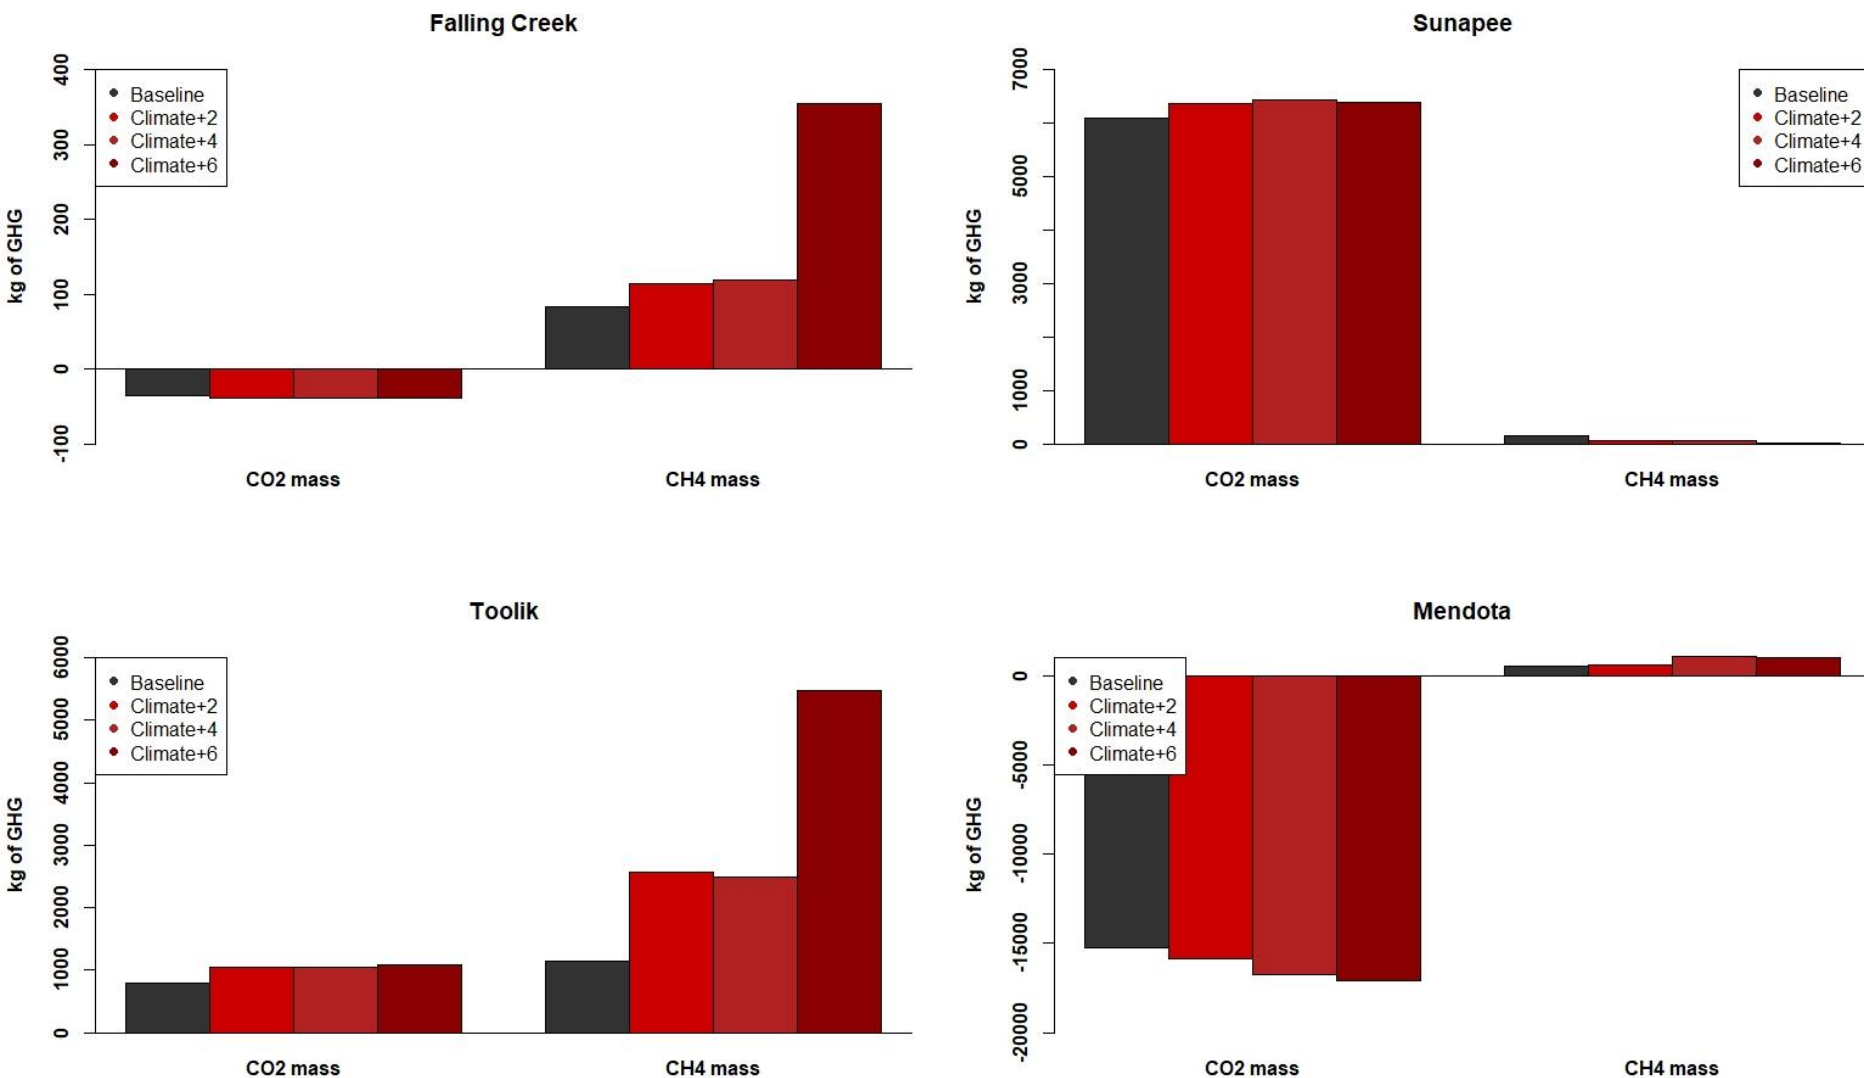 Falling Creek
kg of GHG
400
300
200
100
0
-100
Baseline
Climate+2
Climate+4
Climate+6
CO2 mass
CH4 mass
Sunapee
kg of GHG
7000
5000
3000
1000
0
Baseline
Climate+2
Climate+4
Climate+6
CO2 mass
CH4 mass
Toolik
kg of GHG
6000
5000
4000
3000
2000
1000
0
Baseline
Climate+2
Climate+4
Climate+6
CO2 mass
CH4 mass
Mendota
kg of GHG
0
-5000
-10000
-15000
-20000
Baseline
Climate+2
Climate+4
Climate+6
CO2 mass
CH4 mass